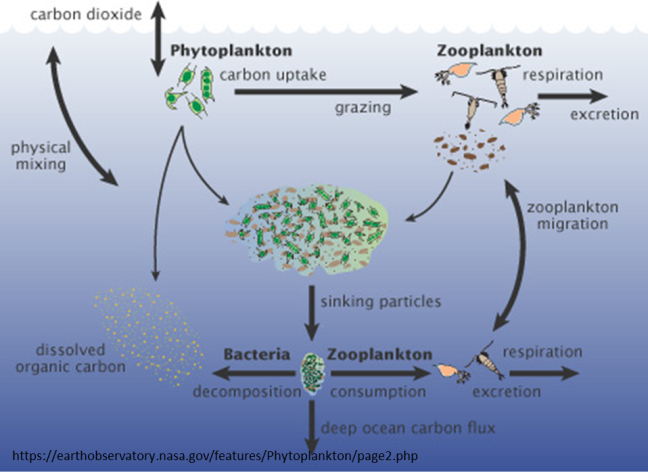 carbon dioxide
Phytoplankton
carbon uptake
grazing
Zooplankton
respiration
excretion
physical
mixing
zooplankton
migration
sinking particles
dissolved
organic carbon
Bacteria
decomposition
Zooplankton
consumption
respiration
excretion
deep ocean carbon flux
https://earthobservatory.nasa.gov/features/Phytoplankton/page2.php